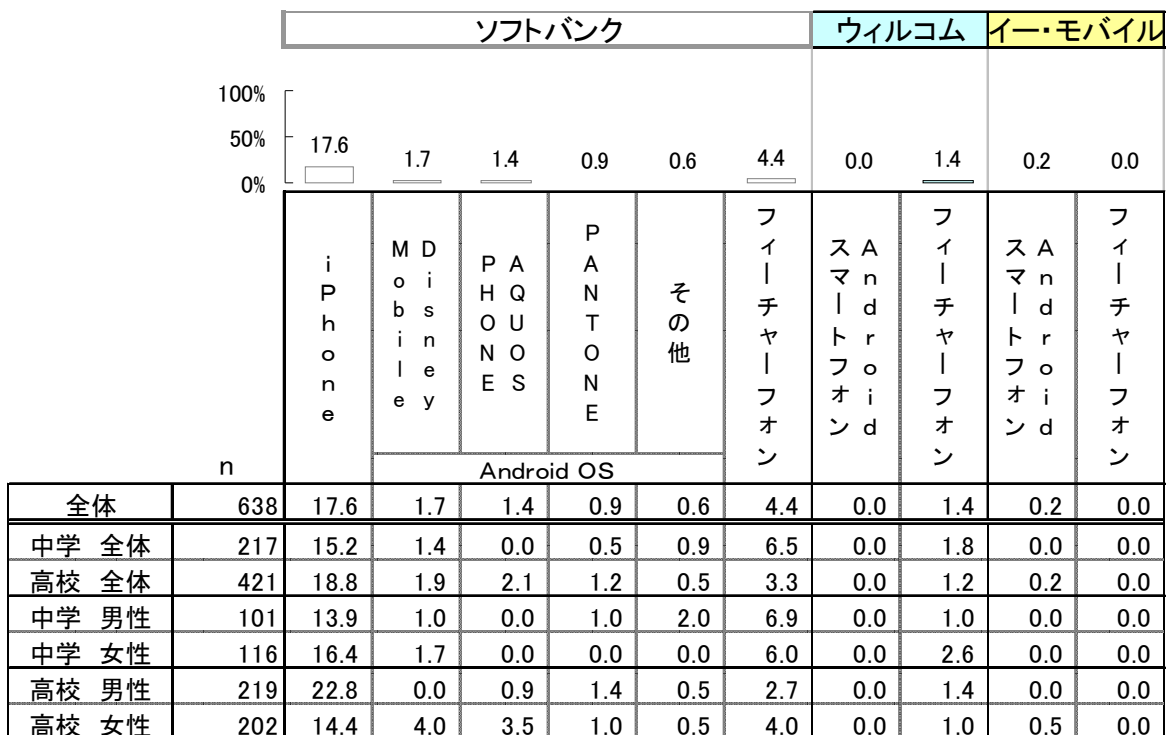 ソフトバンク ウィルコム イー・モバイル
100%
50%
0%
17.6 1.7 1.4 0.9 0.6 4.4 0.0 1.4 0.2 0.0
iPhone
Disney
Mobile
AQUOS
PHONE
PANTONE
その他
フィーチャーフォン
Android
スマートフォン
フィーチャーフォン
Android
スマートフォン
フィーチャーフォン
Android OS
n
全体 638 17.6 1.7 1.4 0.9 0.6 4.4 0.0 1.4 0.2 0.0
中学 全体 217 15.2 1.4 0.0 0.5 0.9 6.5 0.0 1.8 0.0 0.0
高校 全体 421 18.8 1.9 2.1 1.2 0.5 3.3 0.0 1.2 0.2 0.0
中学 男性 101 13.9 1.0 0.0 1.0 2.0 6.9 0.0 1.0 0.0 0.0
中学 女性 116 16.4 1.7 0.0 0.0 0.0 6.0 0.0 2.6 0.0 0.0
高校 男性 219 22.8 0.0 0.9 1.4 0.5 2.7 0.0 1.4 0.0 0.0
高校 女性 202 14.4 4.0 3.5 1.0 0.5 4.0 0.0 1.0 0.5 0.0